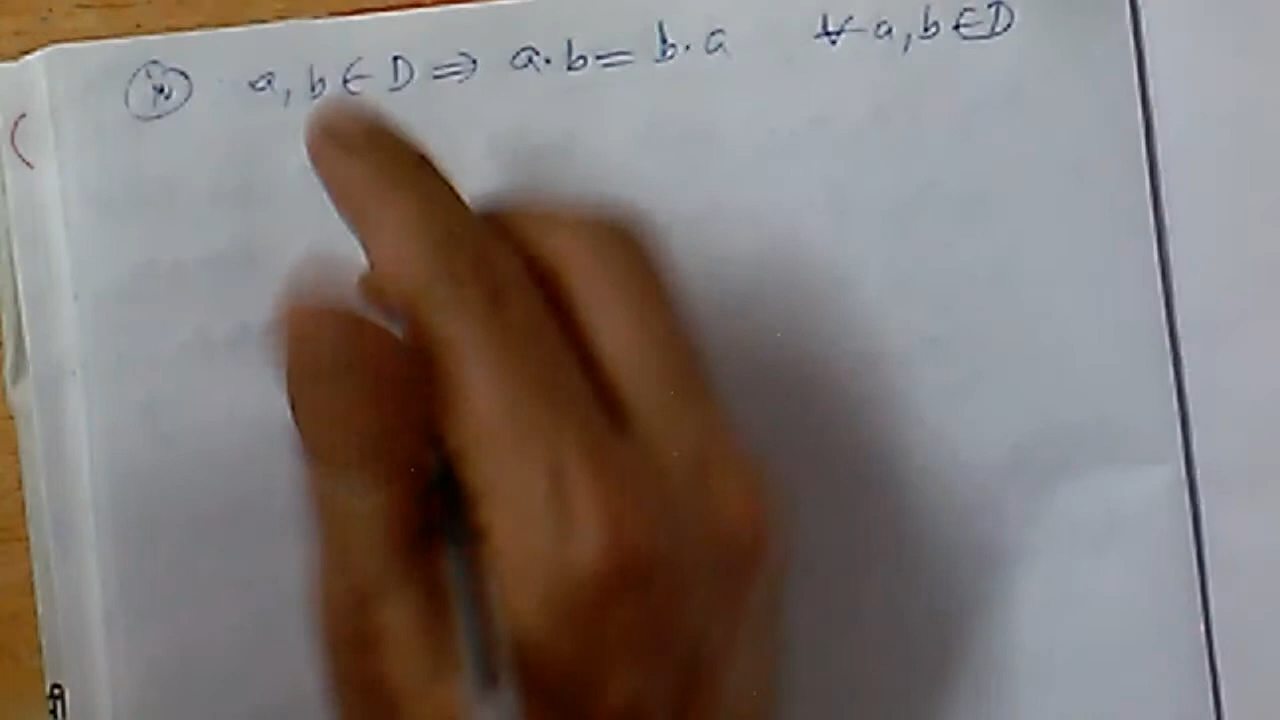 (iv) a, b ∈ D ⇒ a·b = b·a ∀ a, b ∈ D